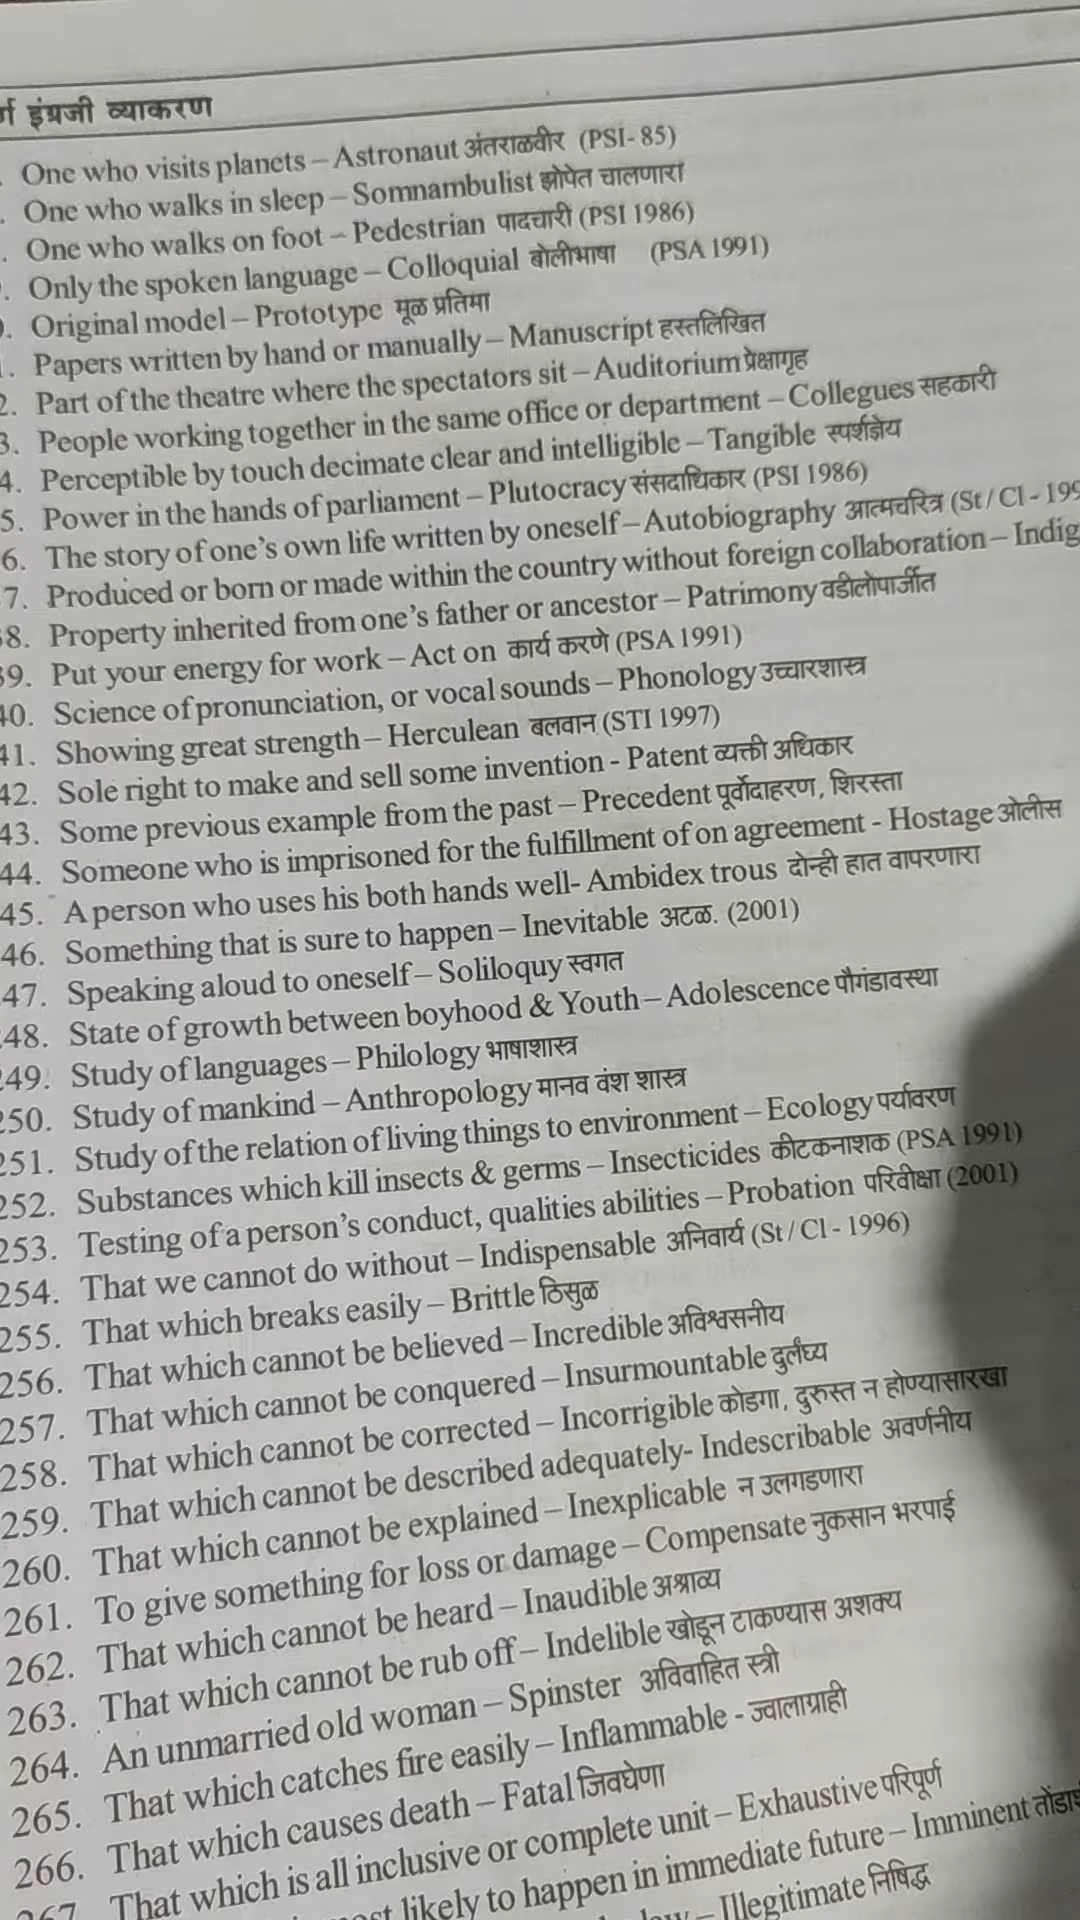 इंग्रजी व्याकरण
One who visits planets – Astronaut अंतराळवीर (PSI- 85)
One who walks in sleep – Somnambulist झोपेत चालणारा
One who walks on foot – Pedestrian पादचारी (PSI 1986)
Only the spoken language – Colloquial बोलीभाषा (PSA 1991)
Original model – Prototype मूळ प्रतिमा
Papers written by hand or manually – Manuscript हस्तलिखित
2. Part of the theatre where the spectators sit – Auditorium प्रेक्षागृह
3. People working together in the same office or department – Collegues सहकारी
4. Perceptible by touch decimate clear and intelligible – Tangible स्पर्शज्ञेय
5. Power in the hands of parliament – Plutocracy संसदाधिकार (PSI 1986)
6. The story of one's own life written by oneself – Autobiography आत्मचरित्र (St / Cl - 199
7. Produced or born or made within the country without foreign collaboration – Indig
8. Property inherited from one's father or ancestor – Patrimony वडीलोपार्जीत
39. Put your energy for work – Act on कार्य करणे (PSA 1991)
40. Science of pronunciation, or vocal sounds – Phonology उच्चारशास्त्र
41. Showing great strength – Herculean बलवान (STI 1997)
42. Sole right to make and sell some invention - Patent व्यक्ती अधिकार
43. Some previous example from the past – Precedent पूर्वोदाहरण, शिरस्ता
44. Someone who is imprisoned for the fulfillment of on agreement - Hostage ओलीस
45. A person who uses his both hands well- Ambidex trous दोन्ही हात वापरणारा
46. Something that is sure to happen – Inevitable अटळ. (2001)
47. Speaking aloud to oneself – Soliloquy स्वगत
248. State of growth between boyhood & Youth – Adolescence पौगंडावस्था
249. Study of languages – Philology भाषाशास्त्र
250. Study of mankind – Anthropology मानव वंश शास्त्र
251. Study of the relation of living things to environment – Ecology पर्यावरण
252. Substances which kill insects & germs – Insecticides कीटकनाशक (PSA 1991)
253. Testing of a person's conduct, qualities abilities – Probation परिवीक्षा (2001)
254. That we cannot do without – Indispensable अनिवार्य (St / Cl - 1996)
255. That which breaks easily – Brittle ठिसुळ
256. That which cannot be believed – Incredible अविश्वसनीय
257. That which cannot be conquered – Insurmountable दुर्लंघ्य
258. That which cannot be corrected – Incorrigible कोडगा, दुरुस्त न होण्यासारखा
259. That which cannot be described adequately- Indescribable अवर्णनीय
260. That which cannot be explained – Inexplicable न उलगडणारा
261. To give something for loss or damage – Compensate नुकसान भरपाई
262. That which cannot be heard – Inaudible अश्राव्य
263. That which cannot be rub off – Indelible खोडून टाकण्यास अशक्य
264. An unmarried old woman – Spinster अविवाहित स्त्री
265. That which catches fire easily – Inflammable - ज्वालाग्राही
266. That which causes death – Fatal जिवघेणा
267 That which is all inclusive or complete unit – Exhaustive परिपूर्ण
likely to happen in immediate future – Imminent
– Illegitimate निषिद्ध